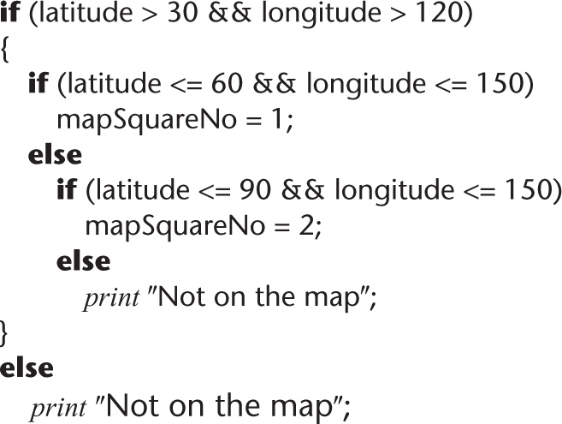 if (latitude > 30 && longitude > 120)
{
if (latitude <= 60 && longitude <= 150)
mapSquareNo = 1;
else
if (latitude <= 90 && longitude <= 150)
mapSquareNo = 2;
else
print "Not on the map";
}
else
print "Not on the map";